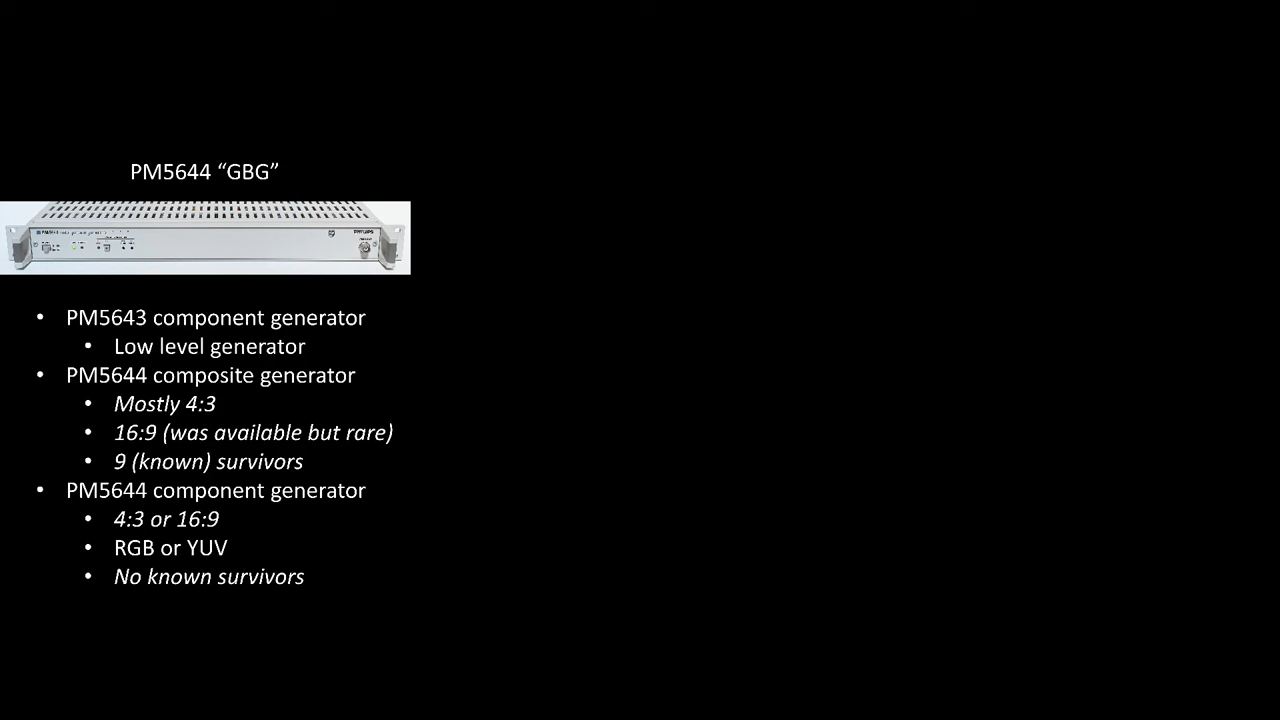 PM5644 “GBG”
PHILIPS
• PM5643 component generator
• Low level generator
• PM5644 composite generator
• Mostly 4:3
• 16:9 (was available but rare)
• 9 (known) survivors
• PM5644 component generator
• 4:3 or 16:9
• RGB or YUV
• No known survivors